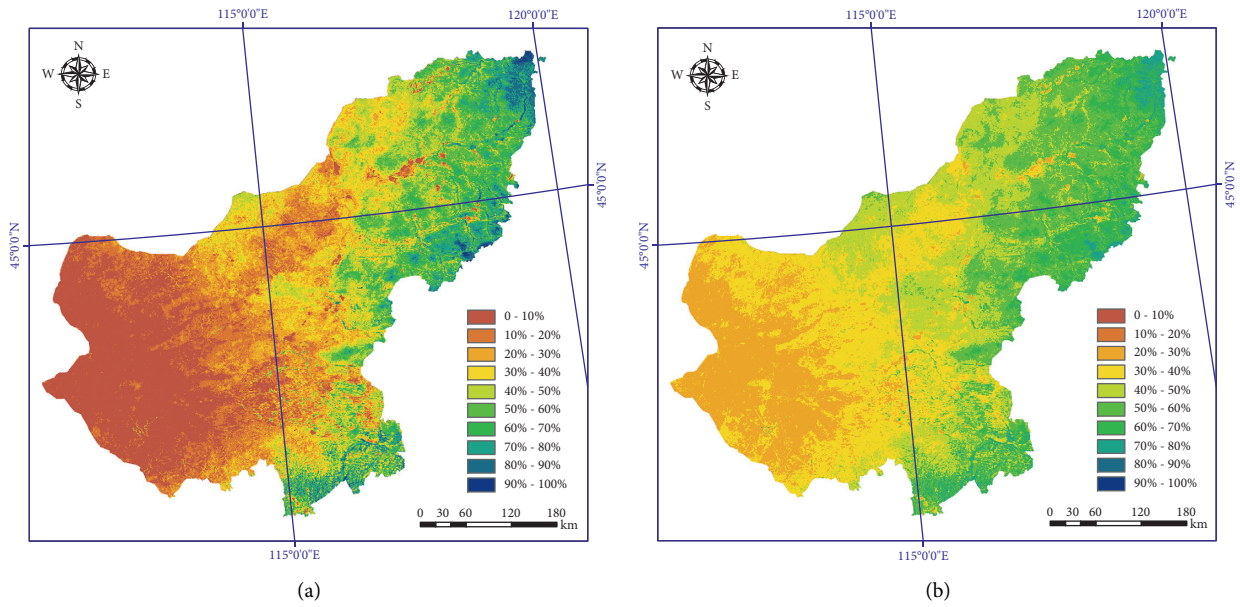 115°0'0"E
120°0'0"E
N
W
E
S
45°0'0"N
45°0'0"N
0 - 10%
10% - 20%
20% - 30%
30% - 40%
40% - 50%
50% - 60%
60% - 70%
70% - 80%
80% - 90%
90% - 100%
0 30 60 120 180
km
115°0'0"E
(a)
115°0'0"E
120°0'0"E
N
W
E
S
45°0'0"N
45°0'0"N
0 - 10%
10% - 20%
20% - 30%
30% - 40%
40% - 50%
50% - 60%
60% - 70%
70% - 80%
80% - 90%
90% - 100%
0 30 60 120 180
km
115°0'0"E
(b)